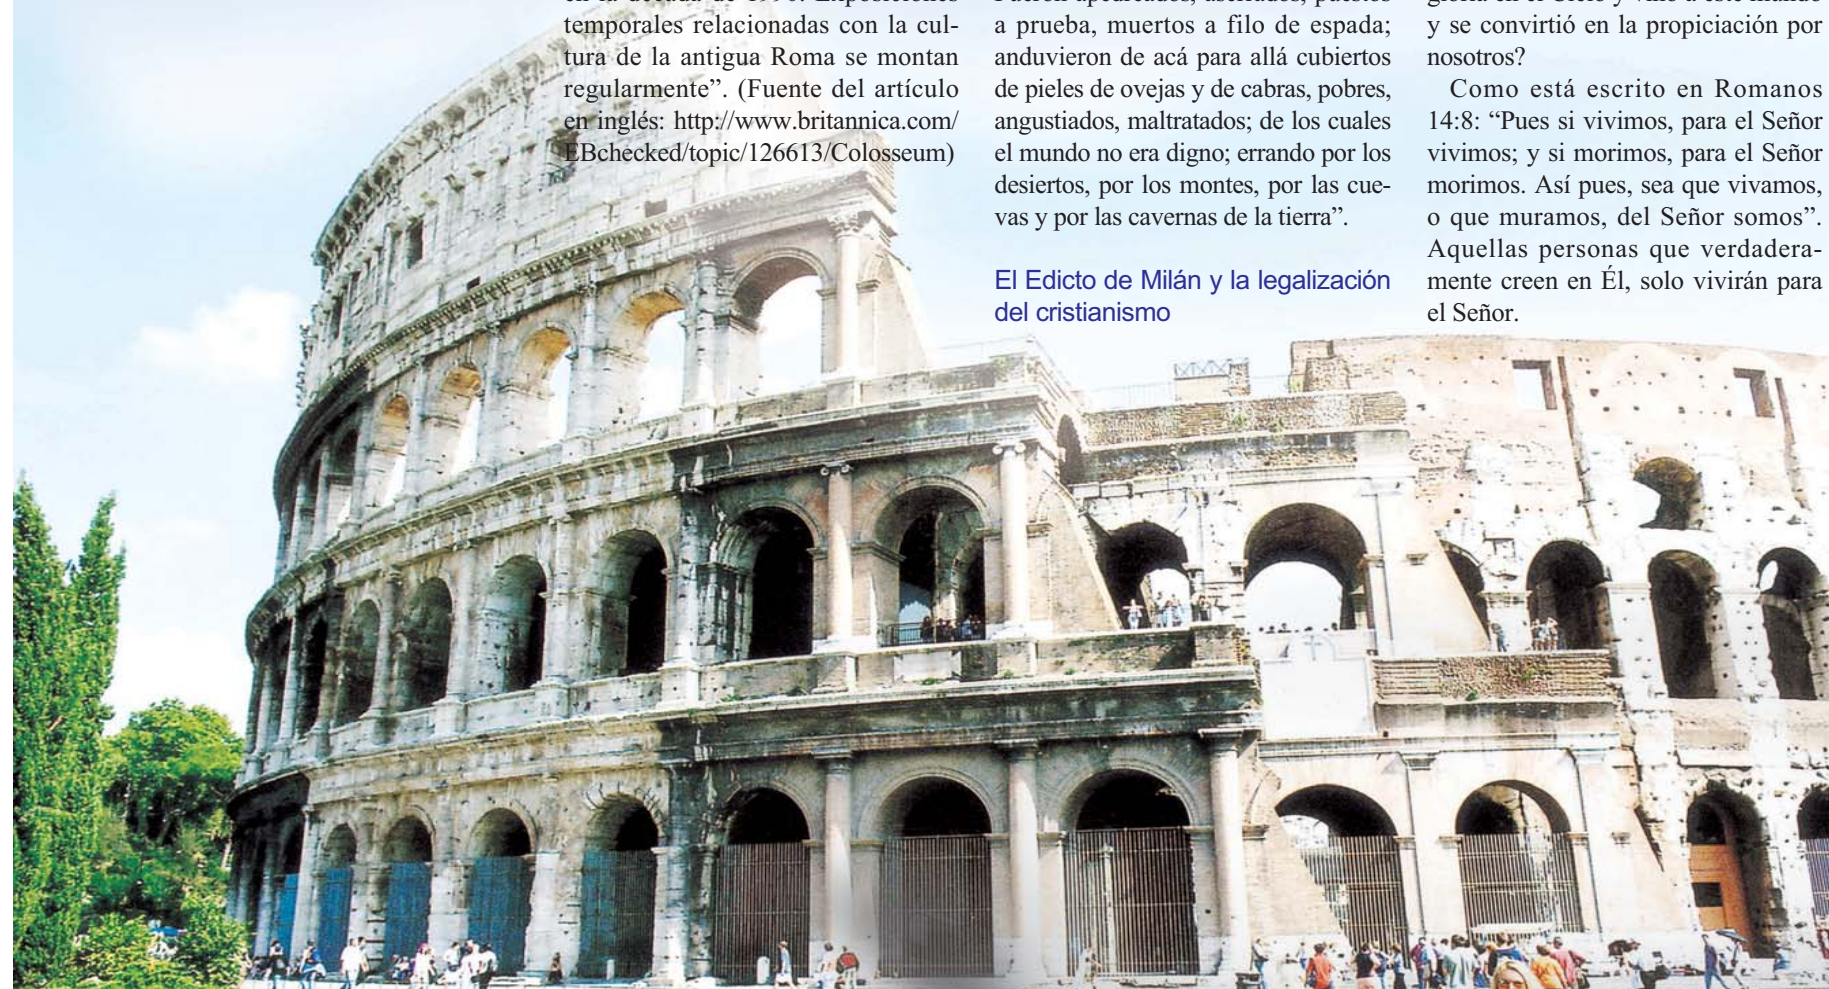 temporales relacionadas con la cul-
tura de la antigua Roma se montan
regularmente”. (Fuente del artículo
en inglés: http://www.britannica.com/
EBchecked/topic/126613/Colosseum)
a prueba, muertos a filo de espada;
anduvieron de acá para allá cubiertos
de pieles de ovejas y de cabras, pobres,
angustiados, maltratados; de los cuales
el mundo no era digno; errando por los
desiertos, por los montes, por las cue-
vas y por las cavernas de la tierra”.
El Edicto de Milán y la legalización
del cristianismo
y se convirtió en la propiciación por
nosotros?
Como está escrito en Romanos
14:8: “Pues si vivimos, para el Señor
vivimos; y si morimos, para el Señor
morimos. Así pues, sea que vivamos,
o que muramos, del Señor somos”.
Aquellas personas que verdadera-
mente creen en Él, solo vivirán para
el Señor.